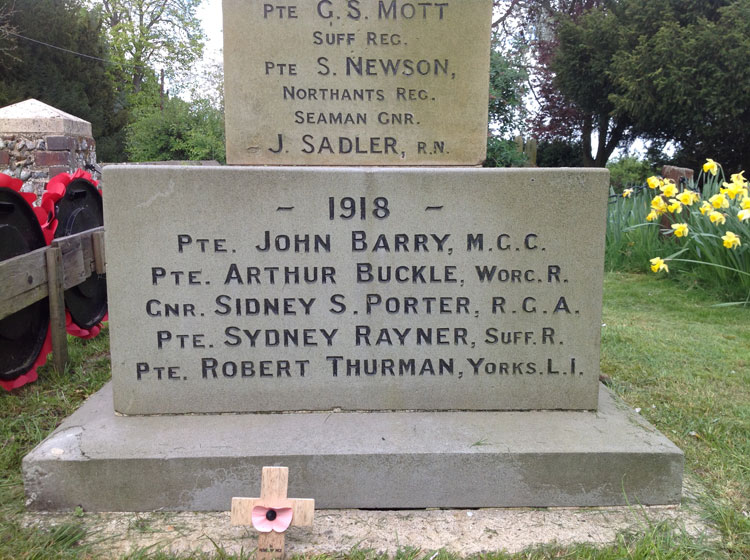 PTE G. S. MOTT
SUFF REG.
PTE S. NEWSON,
NORTHANTS REG.
SEAMAN GNR.
- J. SADLER, R.N.
- 1918 -
PTE. JOHN BARRY, M.G.C.
PTE. ARTHUR BUCKLE, WORC. R.
GNR. SIDNEY S. PORTER, R.G.A.
PTE. SYDNEY RAYNER, SUFF. R.
PTE. ROBERT THURMAN, YORKS. L.I.